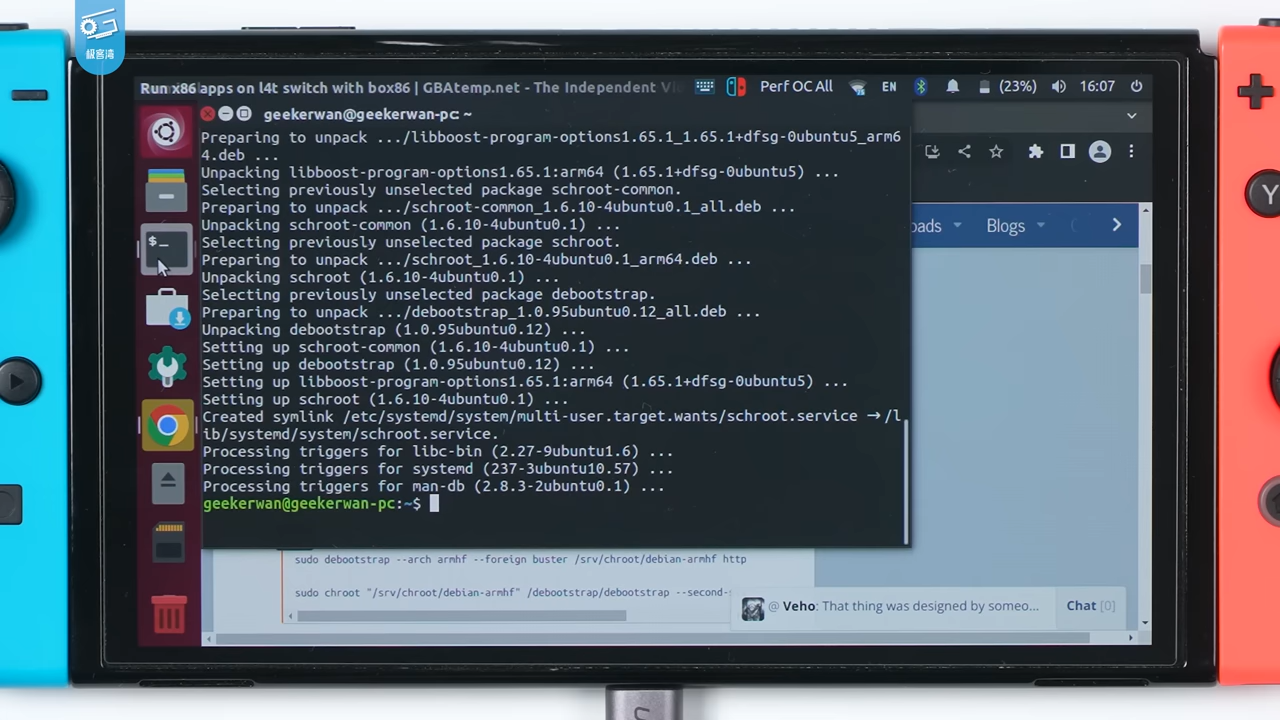 极客湾
Run x86 apps on l4t switch with box86 | GBAtemp.net - The Independent Vi
Perf OC All
EN
(23%)
16:07
geekerwan@geekerwan-pc: ~
Preparing to unpack .../libboost-program-options1.65.1_1.65.1+dfsg-0ubuntu5_arm6
4.deb ...
Unpacking libboost-program-options1.65.1:arm64 (1.65.1+dfsg-0ubuntu5) ...
Selecting previously unselected package schroot-common.
Preparing to unpack .../schroot-common_1.6.10-4ubuntu0.1_all.deb ...
Unpacking schroot-common (1.6.10-4ubuntu0.1) ...
Selecting previously unselected package schroot.
Preparing to unpack .../schroot_1.6.10-4ubuntu0.1_arm64.deb ...
Unpacking schroot (1.6.10-4ubuntu0.1) ...
Selecting previously unselected package debootstrap.
Preparing to unpack .../debootstrap_1.0.95ubuntu0.12_all.deb ...
Unpacking debootstrap (1.0.95ubuntu0.12) ...
Setting up schroot-common (1.6.10-4ubuntu0.1) ...
Setting up debootstrap (1.0.95ubuntu0.12) ...
Setting up libboost-program-options1.65.1:arm64 (1.65.1+dfsg-0ubuntu5) ...
Setting up schroot (1.6.10-4ubuntu0.1) ...
Created symlink /etc/systemd/system/multi-user.target.wants/schroot.service → /l
ib/systemd/system/schroot.service.
Processing triggers for libc-bin (2.27-9ubuntu1.6) ...
Processing triggers for systemd (237-3ubuntu10.57) ...
Processing triggers for man-db (2.8.3-2ubuntu0.1) ...
geekerwan@geekerwan-pc:~$
oads
Blogs
$_
sudo debootstrap --arch armhf --foreign buster /srv/chroot/debian-armhf http
sudo chroot "/srv/chroot/debian-armhf" /debootstrap/debootstrap --second-s
@ Veho: That thing was designed by someo...
Chat [0]
Y